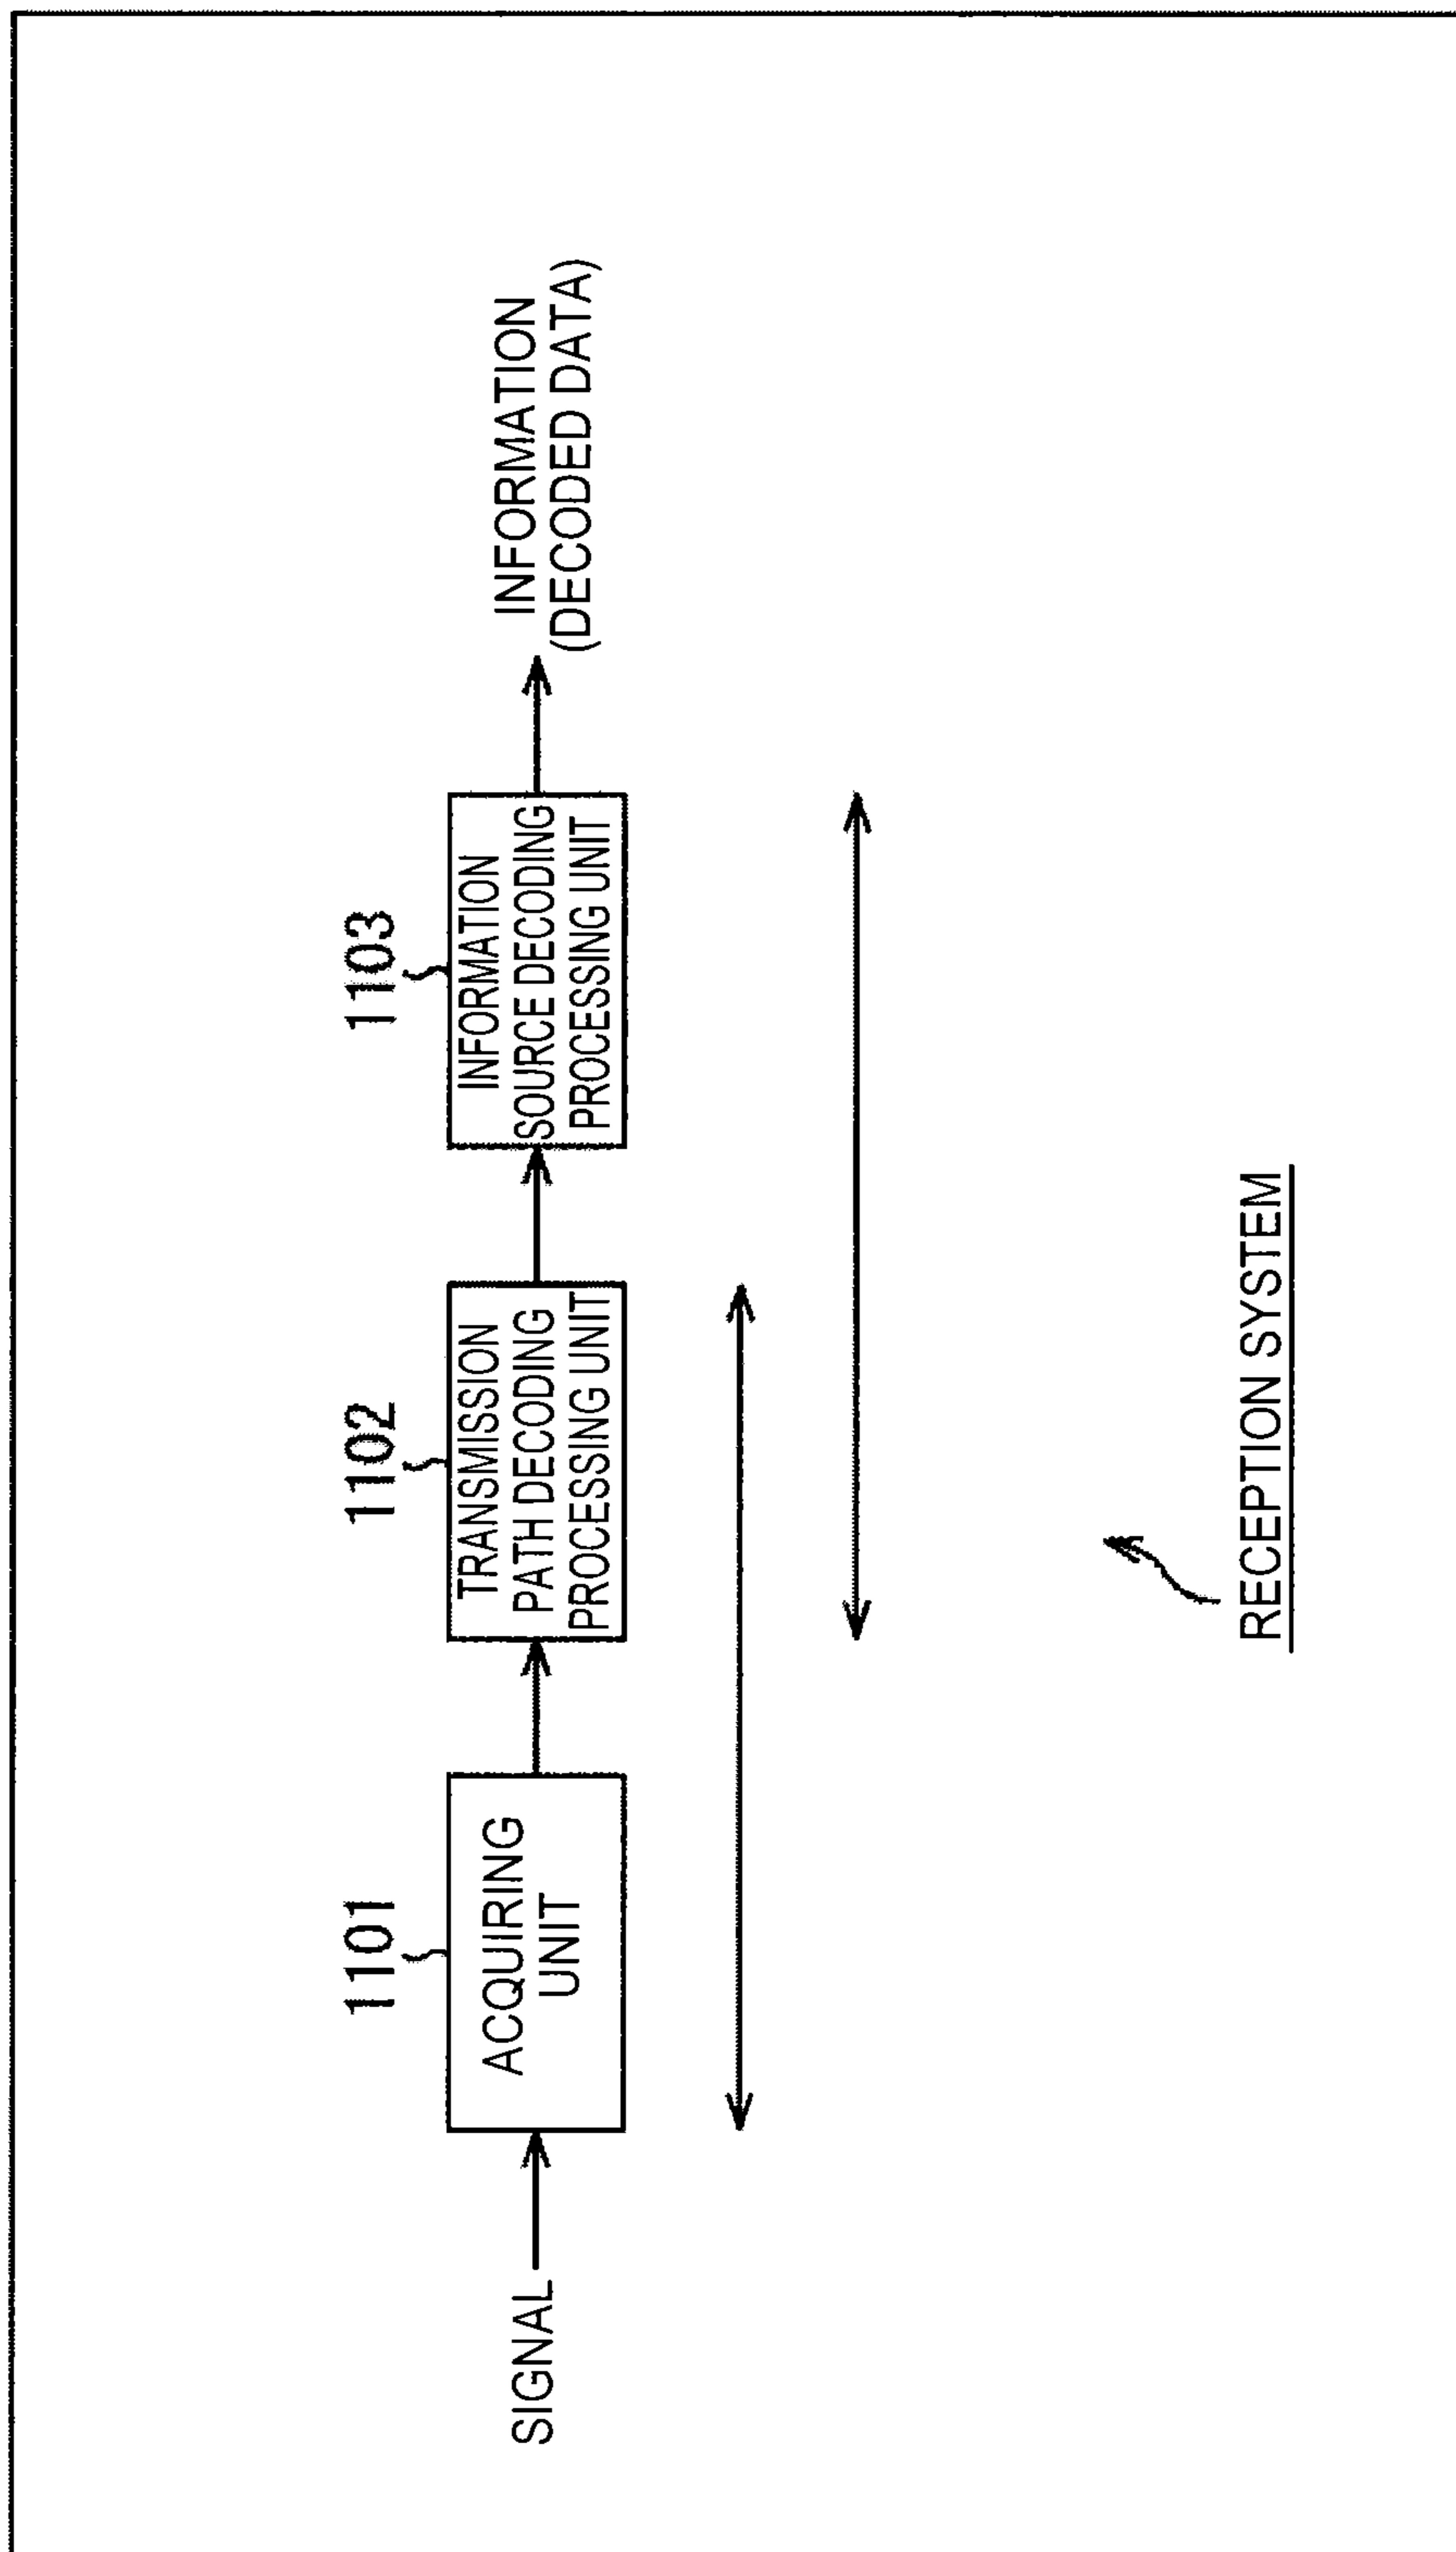 1101
1102
1103
SIGNAL
ACQUIRING
UNIT
TRANSMISSION
PATH DECODING
PROCESSING UNIT
INFORMATION
SOURCE DECODING
PROCESSING UNIT
INFORMATION
(DECODED DATA)
RECEPTION SYSTEM